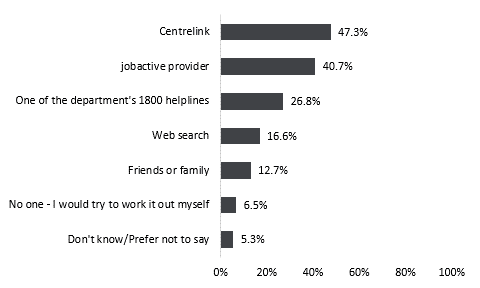 Centrelink 47.3%
jobactive provider 40.7%
One of the department's 1800 helplines 26.8%
Web search 16.6%
Friends or family 12.7%
No one - I would try to work it out myself 6.5%
Don't know/Prefer not to say 5.3%
0% 20% 40% 60% 80% 100%